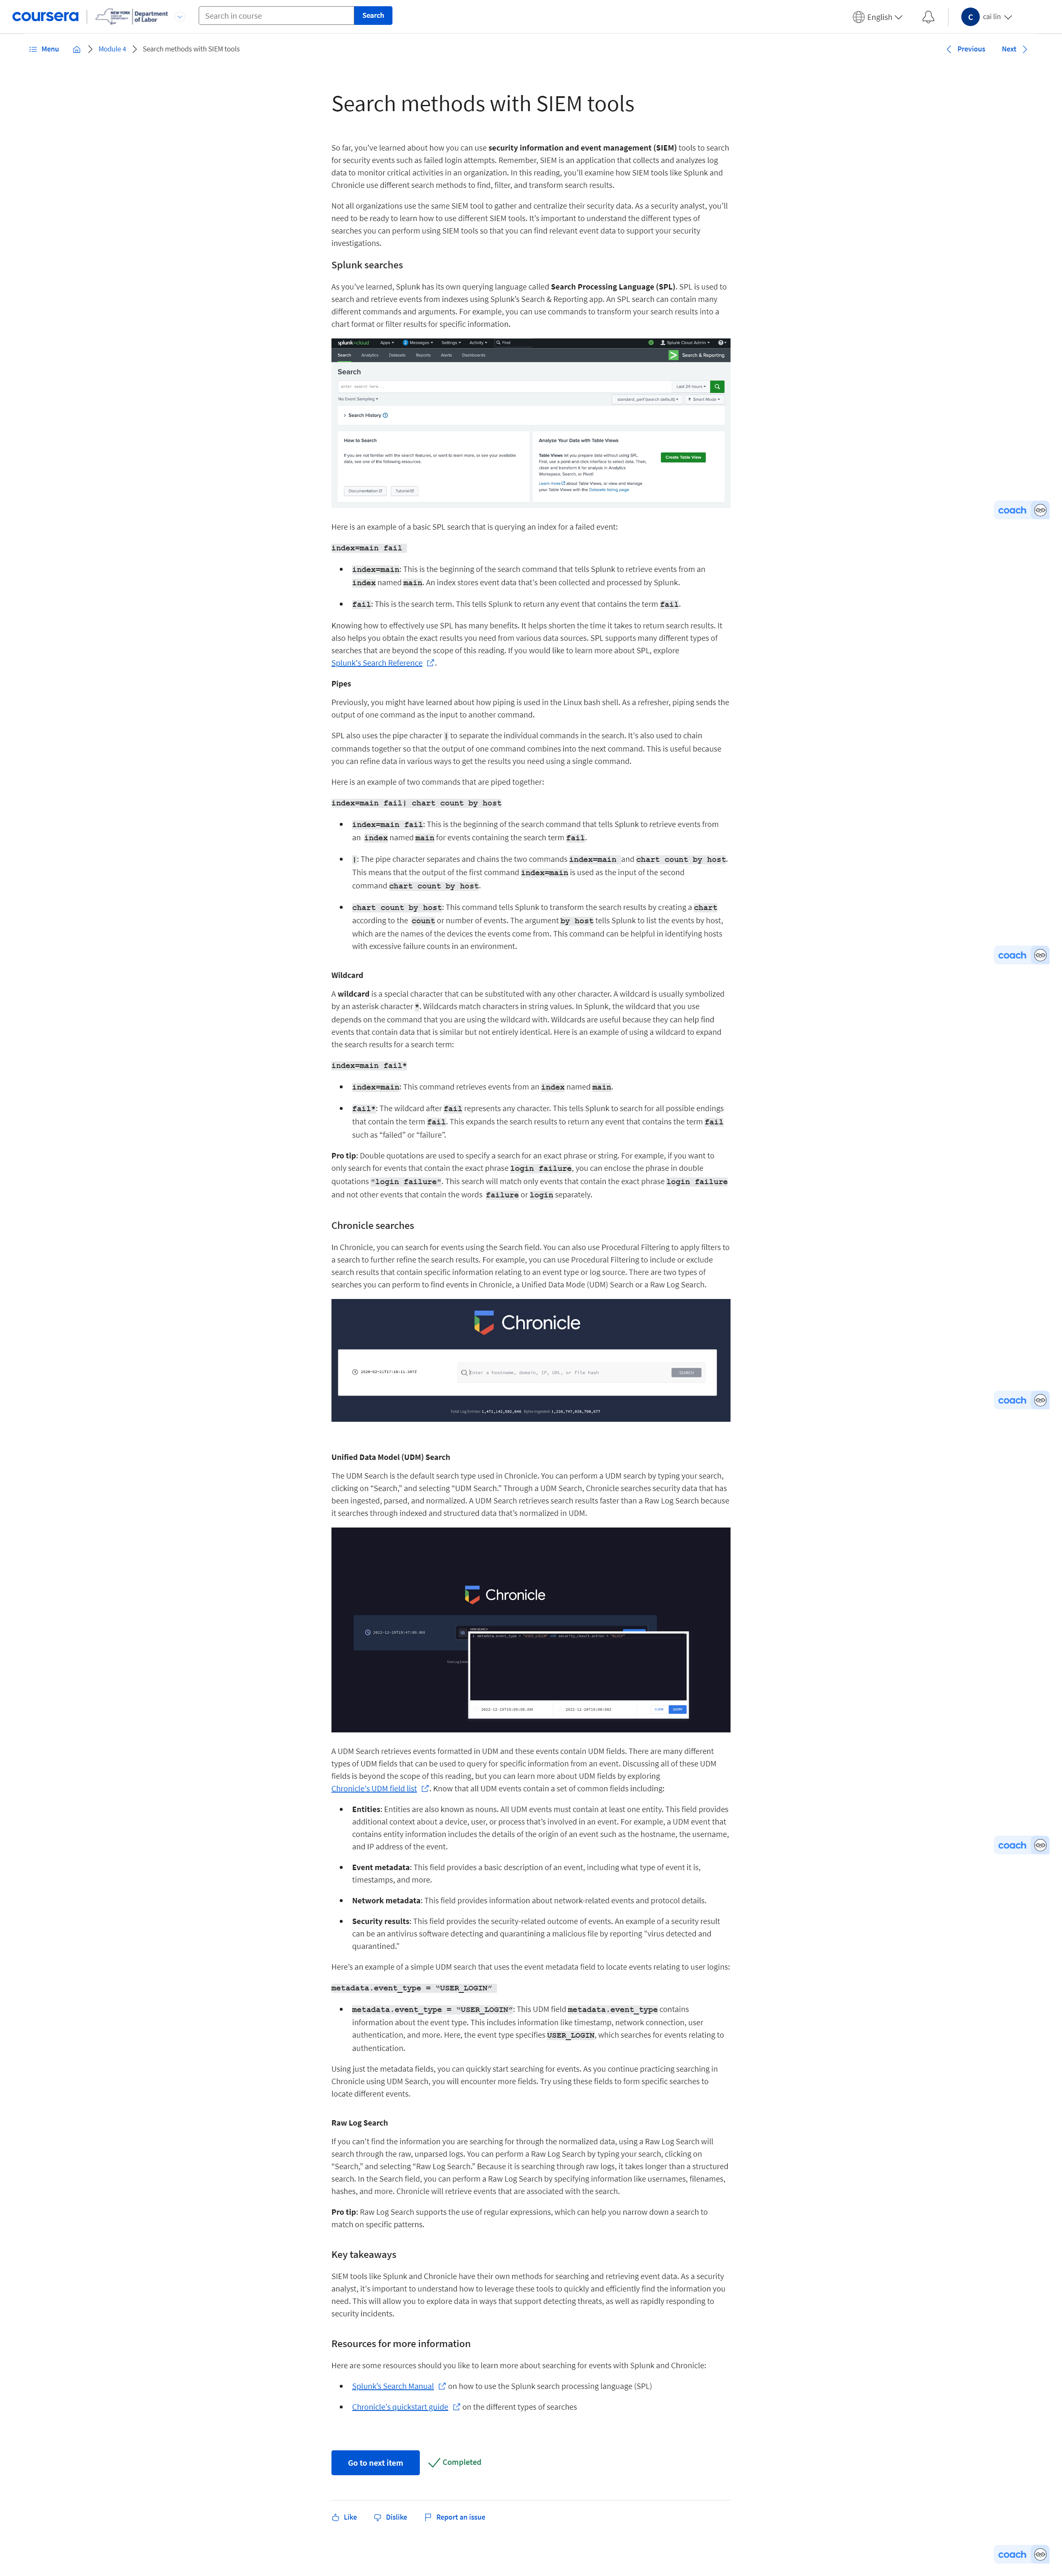 coursera
NEW YORK
Department
of Labor
Search in course
Search
English
C
cai lin
Menu
Module 4
Search methods with SIEM tools
Previous
Next
Search methods with SIEM tools
So far, you've learned about how you can use security information and event management (SIEM) tools to search
for security events such as failed login attempts. Remember, SIEM is an application that collects and analyzes log
data to monitor critical activities in an organization. In this reading, you'll examine how SIEM tools like Splunk and
Chronicle use different search methods to find, filter, and transform search results.
Not all organizations use the same SIEM tool to gather and centralize their security data. As a security analyst, you'll
need to be ready to learn how to use different SIEM tools. It's important to understand the different types of
searches you can perform using SIEM tools so that you can find relevant event data to support your security
investigations.
Splunk searches
As you've learned, Splunk has its own querying language called Search Processing Language (SPL). SPL is used to
search and retrieve events from indexes using Splunk's Search & Reporting app. An SPL search can contain many
different commands and arguments. For example, you can use commands to transform your search results into a
chart format or filter results for specific information.
splunk>cloud Apps Messages Settings Activity Find Splunk Cloud Admin
Search Analytics Datasets Reports Alerts Dashboards Search & Reporting
Search
enter search here...
Last 24 hours
No Event Sampling
standard_perf (search default)
Smart Mode
> Search History
How to Search
If you are not familiar with the search features, or want to learn more, or see your available
data, see one of the following resources.
Documentation
Tutorial
Analyze Your Data with Table Views
Table Views let you prepare data without using SPL.
First, use a point-and-click interface to select data. Then,
clean and transform it for analysis in Analytics
Workspace, Search, or Pivot!
Learn more about Table Views, or view and manage
your Table Views with the Datasets listing page.
Create Table View
Here is an example of a basic SPL search that is querying an index for a failed event:
index=main fail
• index=main: This is the beginning of the search command that tells Splunk to retrieve events from an
index named main. An index stores event data that's been collected and processed by Splunk.
• fail: This is the search term. This tells Splunk to return any event that contains the term fail.
Knowing how to effectively use SPL has many benefits. It helps shorten the time it takes to return search results. It
also helps you obtain the exact results you need from various data sources. SPL supports many different types of
searches that are beyond the scope of this reading. If you would like to learn more about SPL, explore
Splunk's Search Reference.
Pipes
Previously, you might have learned about how piping is used in the Linux bash shell. As a refresher, piping sends the
output of one command as the input to another command.
SPL also uses the pipe character | to separate the individual commands in the search. It's also used to chain
commands together so that the output of one command combines into the next command. This is useful because
you can refine data in various ways to get the results you need using a single command.
Here is an example of two commands that are piped together:
index=main fail| chart count by host
• index=main fail: This is the beginning of the search command that tells Splunk to retrieve events from
an index named main for events containing the search term fail.
• |: The pipe character separates and chains the two commands index=main and chart count by host.
This means that the output of the first command index=main is used as the input of the second
command chart count by host.
• chart count by host: This command tells Splunk to transform the search results by creating a chart
according to the count or number of events. The argument by host tells Splunk to list the events by host,
which are the names of the devices the events come from. This command can be helpful in identifying hosts
with excessive failure counts in an environment.
Wildcard
A wildcard is a special character that can be substituted with any other character. A wildcard is usually symbolized
by an asterisk character *. Wildcards match characters in string values. In Splunk, the wildcard that you use
depends on the command that you are using the wildcard with. Wildcards are useful because they can help find
events that contain data that is similar but not entirely identical. Here is an example of using a wildcard to expand
the search results for a search term:
index=main fail*
• index=main: This command retrieves events from an index named main.
• fail*: The wildcard after fail represents any character. This tells Splunk to search for all possible endings
that contain the term fail. This expands the search results to return any event that contains the term fail
such as "failed" or "failure".
Pro tip: Double quotations are used to specify a search for an exact phrase or string. For example, if you want to
only search for events that contain the exact phrase login failure, you can enclose the phrase in double
quotations "login failure". This search will match only events that contain the exact phrase login failure
and not other events that contain the words failure or login separately.
Chronicle searches
In Chronicle, you can search for events using the Search field. You can also use Procedural Filtering to apply filters to
a search to further refine the search results. For example, you can use Procedural Filtering to include or exclude
search results that contain specific information relating to an event type or log source. There are two types of
searches you can perform to find events in Chronicle, a Unified Data Mode (UDM) Search or a Raw Log Search.
Chronicle
Enter a hostname, domain, IP, URL, or file hash
SEARCH
Unified Data Model (UDM) Search
The UDM Search is the default search type used in Chronicle. You can perform a UDM search by typing your search,
clicking on "Search," and selecting "UDM Search." Through a UDM Search, Chronicle searches security data that has
been ingested, parsed, and normalized. A UDM Search retrieves search results faster than a Raw Log Search because
it searches through indexed and structured data that's normalized in UDM.
Chronicle
A UDM Search retrieves events formatted in UDM and these events contain UDM fields. There are many different
types of UDM fields that can be used to query for specific information from an event. Discussing all of these UDM
fields is beyond the scope of this reading, but you can learn more about UDM fields by exploring
Chronicle's UDM field list. Know that all UDM events contain a set of common fields including:
• Entities: Entities are also known as nouns. All UDM events must contain at least one entity. This field provides
additional context about a device, user, or process that's involved in an event. For example, a UDM event that
contains entity information includes the details of the origin of an event such as the hostname, the username,
and IP address of the event.
• Event metadata: This field provides a basic description of an event, including what type of event it is,
timestamps, and more.
• Network metadata: This field provides information about network-related events and protocol details.
• Security results: This field provides the security-related outcome of events. An example of a security result
can be an antivirus software detecting and quarantining a malicious file by reporting "virus detected and
quarantined."
Here's an example of a simple UDM search that uses the event metadata field to locate events relating to user logins:
metadata.event_type = "USER_LOGIN"
• metadata.event_type = "USER_LOGIN": This UDM field metadata.event_type contains
information about the event type. This includes information like timestamp, network connection, user
authentication, and more. Here, the event type specifies USER_LOGIN, which searches for events relating to
authentication.
Using just the metadata fields, you can quickly start searching for events. As you continue practicing searching in
Chronicle using UDM Search, you will encounter more fields. Try using these fields to form specific searches to
locate different events.
Raw Log Search
If you can't find the information you are searching for through the normalized data, using a Raw Log Search will
search through the raw, unparsed logs. You can perform a Raw Log Search by typing your search, clicking on
"Search," and selecting "Raw Log Search." Because it is searching through raw logs, it takes longer than a structured
search. In the Search field, you can perform a Raw Log Search by specifying information like usernames, filenames,
hashes, and more. Chronicle will retrieve events that are associated with the search.
Pro tip: Raw Log Search supports the use of regular expressions, which can help you narrow down a search to
match on specific patterns.
Key takeaways
SIEM tools like Splunk and Chronicle have their own methods for searching and retrieving event data. As a security
analyst, it's important to understand how to leverage these tools to quickly and efficiently find the information you
need. This will allow you to explore data in ways that support detecting threats, as well as rapidly responding to
security incidents.
Resources for more information
Here are some resources should you like to learn more about searching for events with Splunk and Chronicle:
• Splunk's Search Manual on how to use the Splunk search processing language (SPL)
• Chronicle's quickstart guide on the different types of searches
Go to next item
Completed
Like
Dislike
Report an issue
coach
coach
coach
coach
coach